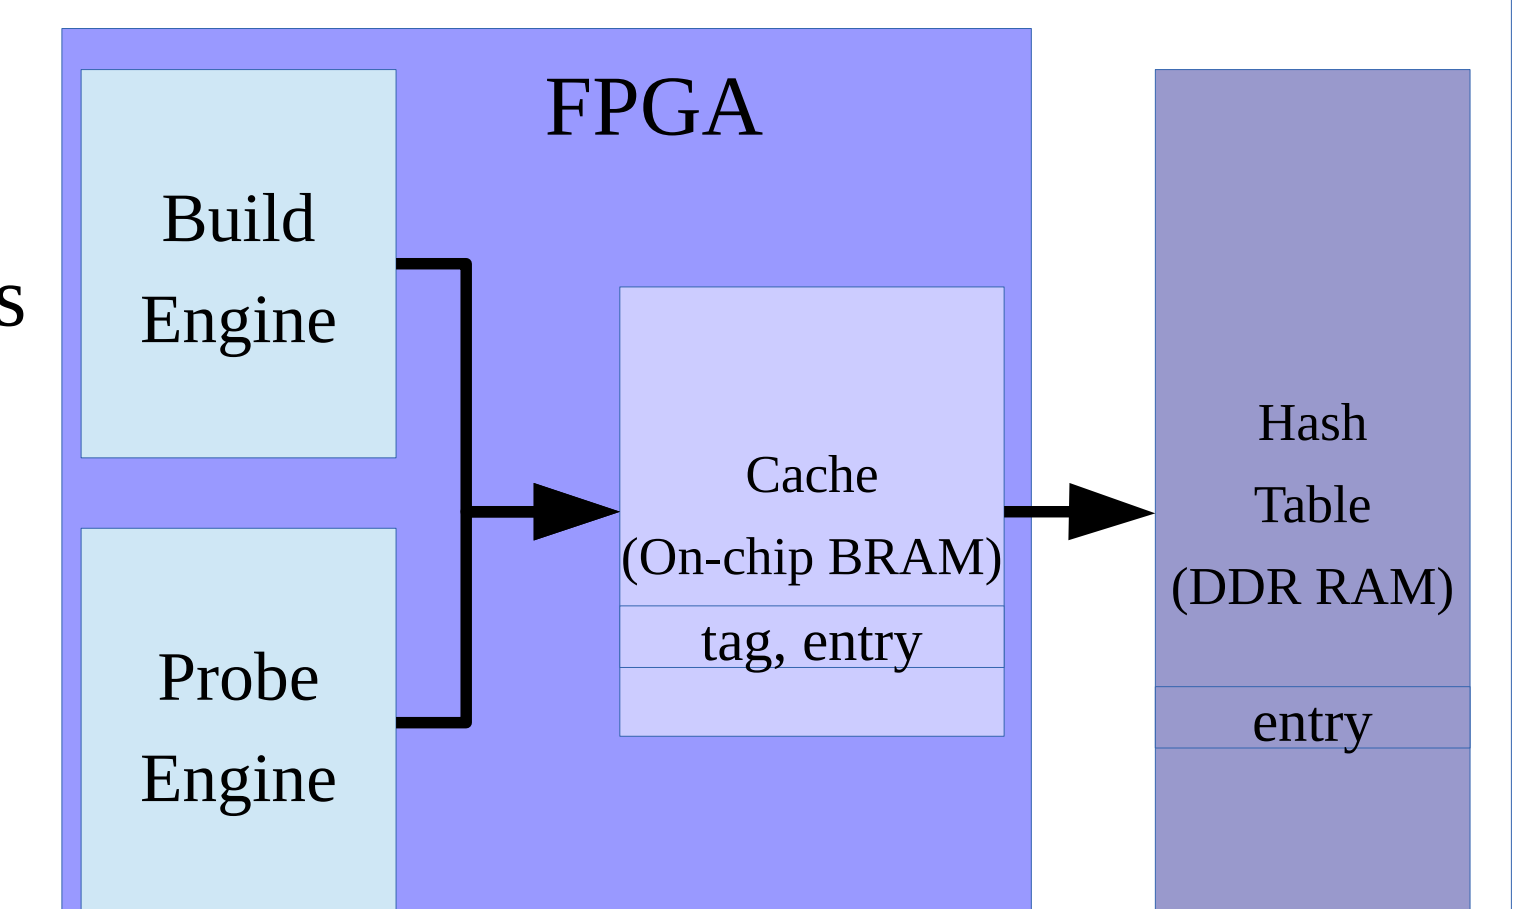 FPGA
Build
Engine
s
Cache
(On-chip BRAM)
tag, entry
Hash
Table
(DDR RAM)
entry
Probe
Engine